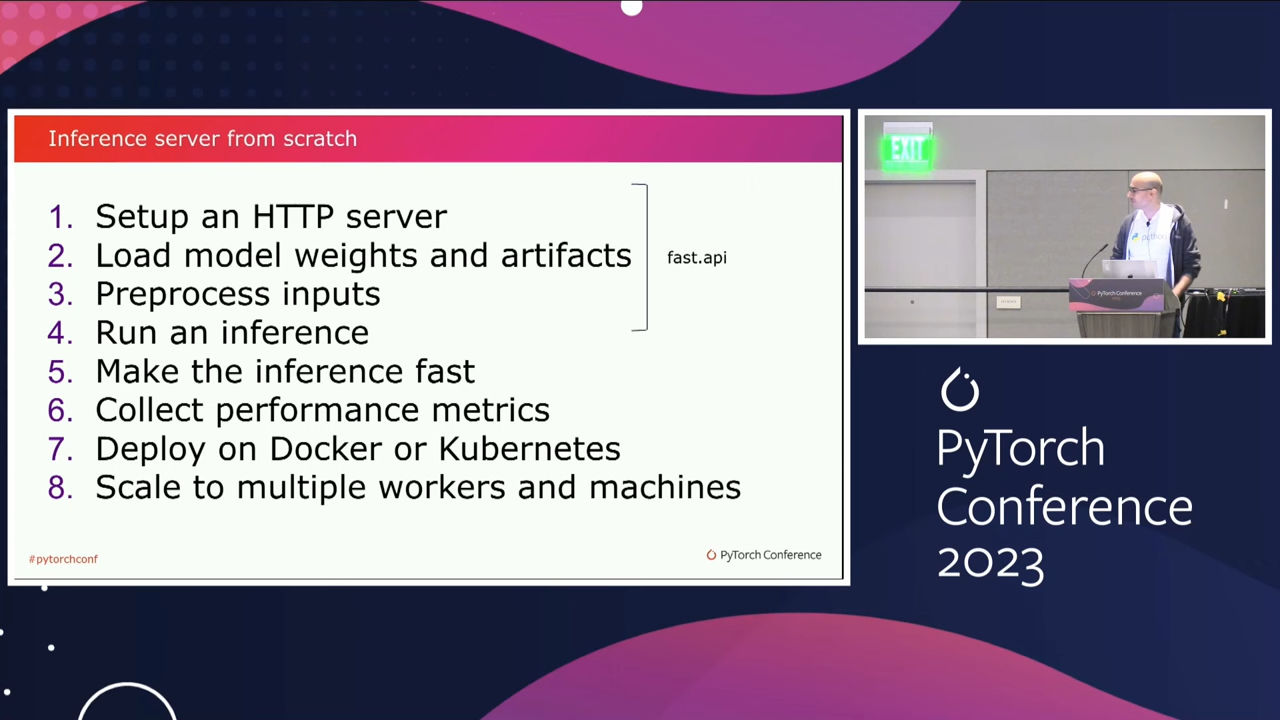 Inference server from scratch
1. Setup an HTTP server
2. Load model weights and artifacts
3. Preprocess inputs
4. Run an inference
5. Make the inference fast
6. Collect performance metrics
7. Deploy on Docker or Kubernetes
8. Scale to multiple workers and machines
fast.api
#pytorchconf
PyTorch Conference
EXIT
PyTorch Conference
PyTorch
Conference
2023